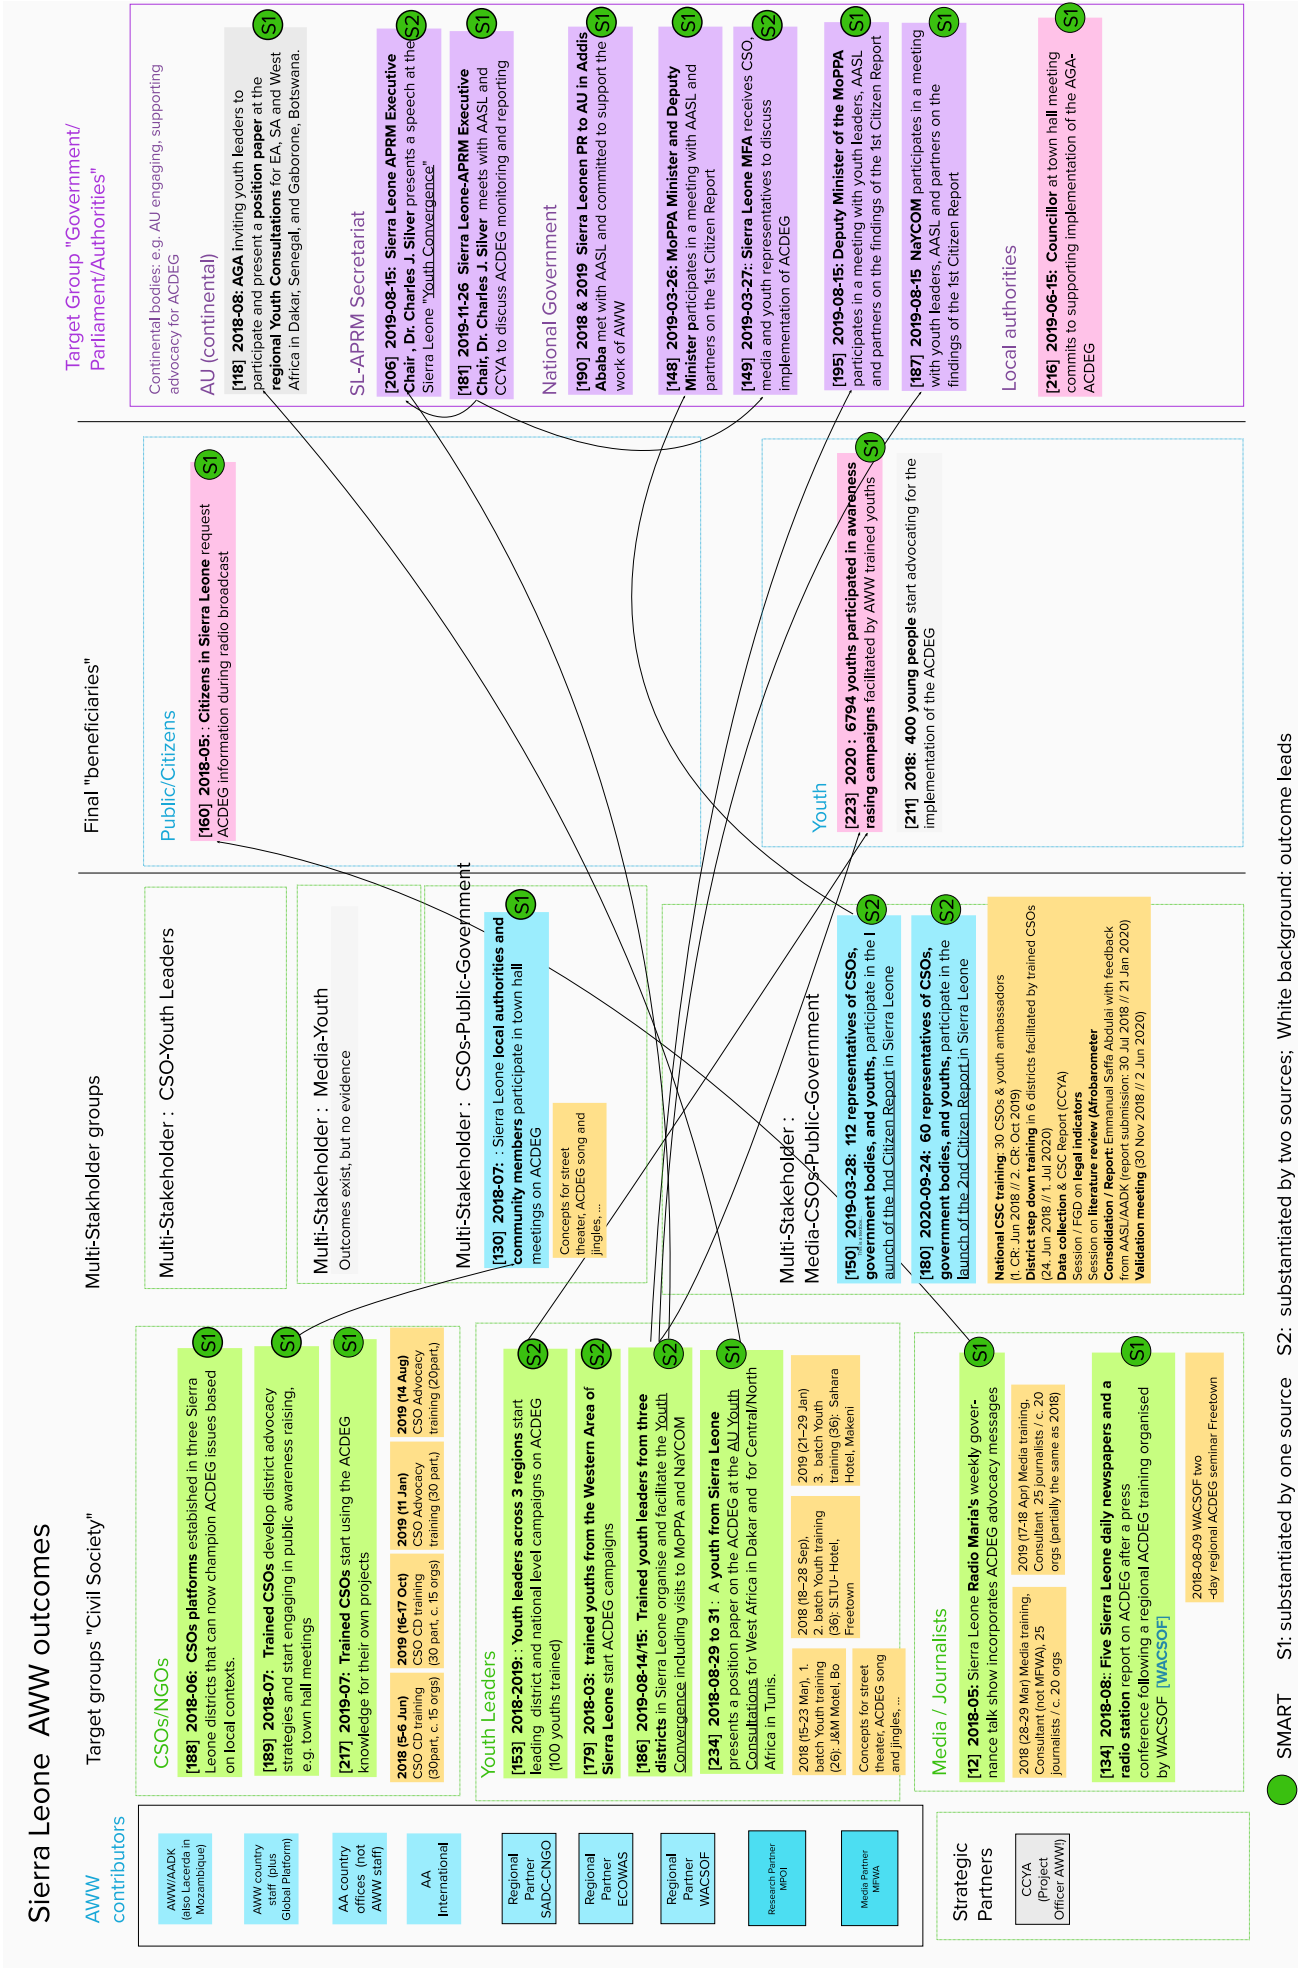 Sierra Leone AWW outcomes
AWW
contributors
AWW/AADK
(also Lacerda in
Mozambique)
AWW country
staff (plus
Global Platform)
AA country
offices (not
AWW staff)
AA
International
Regional
Partner
SADC-CNGO
Regional
Partner
ECOWAS
Regional
Partner
WACSOF
Research Partner
MPOI
Media Partner
MFWA
Strategic
Partners
CCYA
(Project
Officer AWW!)
Target groups "Civil Society"
CSOs/NGOs
[188] 2018-06: CSOs platforms established in three Sierra
Leone districts that can now champion ACDEG issues based
on local contexts.
S1
[189] 2018-07: Trained CSOs develop district advocacy
strategies and start engaging in public awareness raising,
e.g. town hall meetings
S1
[217] 2019-07: Trained CSOs start using the ACDEG
knowledge for their own projects
S1
2018 (5–6 Jun)
CSO CD training
(30part, c. 15 orgs)
2019 (16-17 Oct)
CSO CD training
(30 part, c. 15 orgs)
2019 (11 Jan)
CSO Advocacy
training (30 part,)
2019 (14 Aug)
CSO Advocacy
training (20part,)
Youth Leaders
[153] 2018-2019: : Youth leaders across 3 regions start
leading district and national level campaigns on ACDEG
(100 youths trained)
S2
[179] 2018-03: trained youths from the Western Area of
Sierra Leone start ACDEG campaigns
S2
[186] 2019-08-14/15: Trained youth leaders from three
districts in Sierra Leone organise and facilitate the Youth
Convergence including visits to MoPPA and NaYCOM
S2
[234] 2018-08-29 to 31 : A youth from Sierra Leone
presents a position paper on the ACDEG at the AU Youth
Consultations for West Africa in Dakar and for Central/North
Africa in Tunis.
S1
2018 (15-23 Mar), 1.
batch Youth training
(26): J&M Motel, Bo
2018 (18–28 Sep),
2. batch Youth training
(36): SLTU- Hotel,
Freetown
2019 (21–29 Jan)
3. batch Youth
training (36): Sahara
Hotel, Makeni
Concepts for street
theater, ACDEG song
and jingles, ...
Media / Journalists
[12] 2018-05: Sierra Leone Radio Maria's weekly gover-
nance talk show incorporates ACDEG advocacy messages
S1
2018 (28-29 Mar) Media training,
Consultant (not MFWA), 25
journalists / c. 20 orgs
2019 (17-18 Apr) Media training,
Consultant 25 journalists / c. 20
orgs (partially the same as 2018)
[134] 2018-08:: Five Sierra Leone daily newspapers and a
radio station report on ACDEG after a press
conference following a regional ACDEG training organised
by WACSOF [WACSOF]
S1
2018-08-09 WACSOF two
-day regional ACDEG seminar Freetown
Multi-Stakholder groups
Multi-Stakeholder : CSO-Youth Leaders
Multi-Stakeholder : Media-Youth
Outcomes exist, but no evidence
Multi-Stakeholder : CSOs-Public-Government
[130] 2018-07: : Sierra Leone local authorities and
community members participate in town hall
meetings on ACDEG
S1
Concepts for street
theater, ACDEG song and
jingles, ...
Multi-Stakeholder :
Media-CSOs-Public-Government
[150] 2019-03-28: 112 representatives of CSOs,
government bodies, and youths, participate in the l
aunch of the 1nd Citizen Report in Sierra Leone
S2
[180] 2020-09-24: 60 representatives of CSOs,
government bodies, and youths, participate in the
launch of the 2nd Citizen Report in Sierra Leone
S2
National CSC training: 30 CSOs & youth ambassadors
(1. CR: Jun 2018 // 2. CR: Oct 2019)
District step down training in 6 districts facilitated by trained CSOs
(24. Jun 2018 // 1. Jul 2020)
Data collection & CSC Report (CCYA)
Session / FGD on legal indicators
Session on literature review (Afrobarometer
Consolidation / Report: Emmanual Saffa Abdulai with feedback
from AASL/AADK (report submission: 30 Jul 2018 // 21 Jan 2020)
Validation meeting (30 Nov 2018 // 2 Jun 2020)
Final "beneficiaries"
Public/Citizens
[160] 2018-05: : Citizens in Sierra Leone request
ACDEG information during radio broadcast
S1
Youth
[223] 2020 : 6794 youths participated in awareness
rasing campaigns facilitated by AWW trained youths
S1
[211] 2018: 400 young people start advocating for the
implementation of the ACDEG
Target Group "Government/
Parliament/Authorities"
Continental bodies: e.g. AU engaging, supporting
advocacy for ACDEG
AU (continental)
[118] 2018-08: AGA inviting youth leaders to
participate and present a position paper at the
regional Youth Consultations for EA, SA and West
Africa in Dakar, Senegal, and Gaborone, Botswana.
S1
SL-APRM Secretariat
[206] 2019-08-15: Sierra Leone APRM Executive
Chair , Dr. Charles J. Silver presents a speech at the
Sierra Leone "Youth Convergence"
S2
[181] 2019-11-26 Sierra Leone-APRM Executive
Chair, Dr. Charles J. Silver meets with AASL and
CCYA to discuss ACDEG monitoring and reporting
S1
National Government
[190] 2018 & 2019 Sierra Leonen PR to AU in Addis
Ababa met with AASL and committed to support the
work of AWW
S1
[148] 2019-03-26: MoPPA Minister and Deputy
Minister participates in a meeting with AASL and
partners on the 1st Citizen Report
S1
[149] 2019-03-27:: Sierra Leone MFA receives CSO,
media and youth representatives to discuss
implementation of ACDEG
S2
[195] 2019-08-15: Deputy Minister of the MoPPA
participates in a meeting with youth leaders, AASL
and partners on the findings of the 1st Citizen Report
S1
[187] 2019-08-15 NaYCOM participates in a meeting
with youth leaders, AASL and partners on the
findings of the 1st Citizen Report
S1
Local authorities
[216] 2019-06-15: Councillor at town hall meeting
commits to supporting implementation of the AGA-
ACDEG
S1
SMART S1: substantiated by one source S2: substantiated by two sources; White background: outcome leads